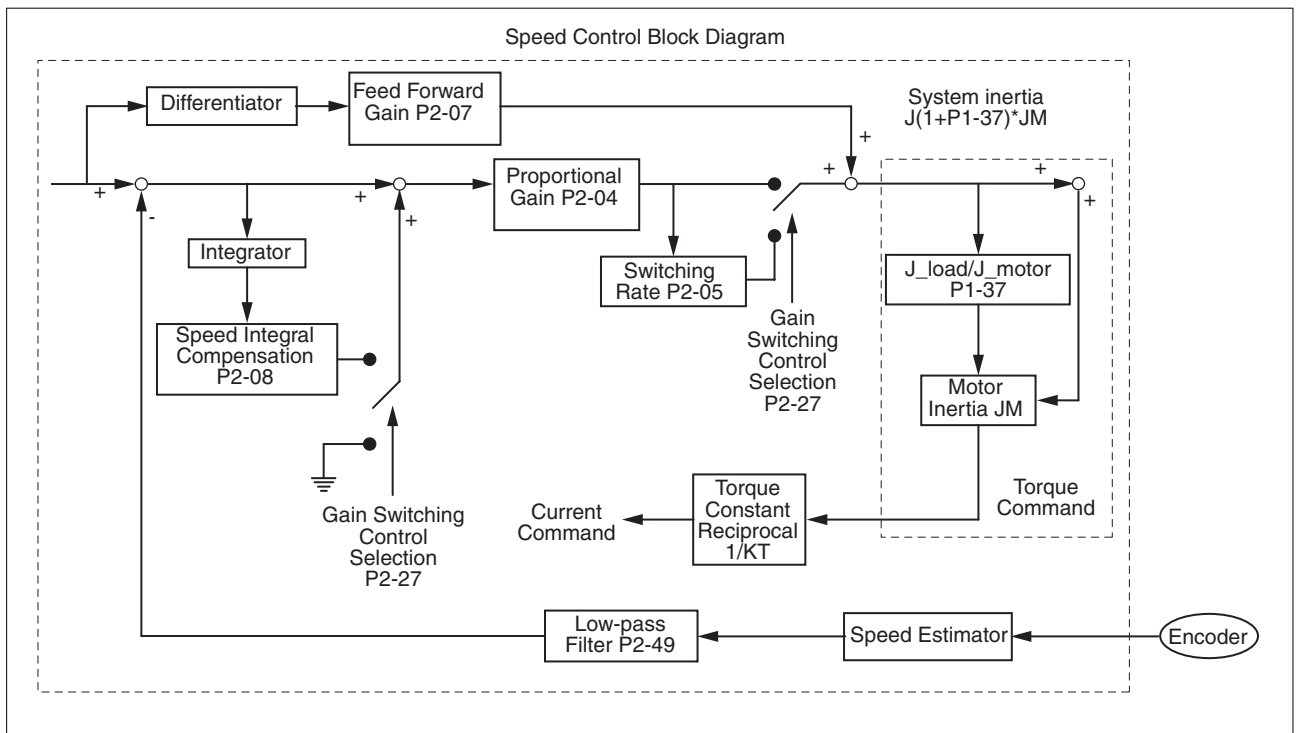 Speed Control Block Diagram
Differentiator
Feed Forward
Gain P2-07
System inertia
J(1+P1-37)*JM
+
+
+
+
+
+
+
+
-
Proportional
Gain P2-04
Integrator
Switching
Rate P2-05
J_load/J_motor
P1-37
Speed Integral
Compensation
P2-08
Gain
Switching
Control
Selection
P2-27
Motor
Inertia JM
Gain Switching
Control
Selection
P2-27
Current
Command
Torque
Constant
Reciprocal
1/KT
Torque
Command
Low-pass
Filter P2-49
Speed Estimator
Encoder